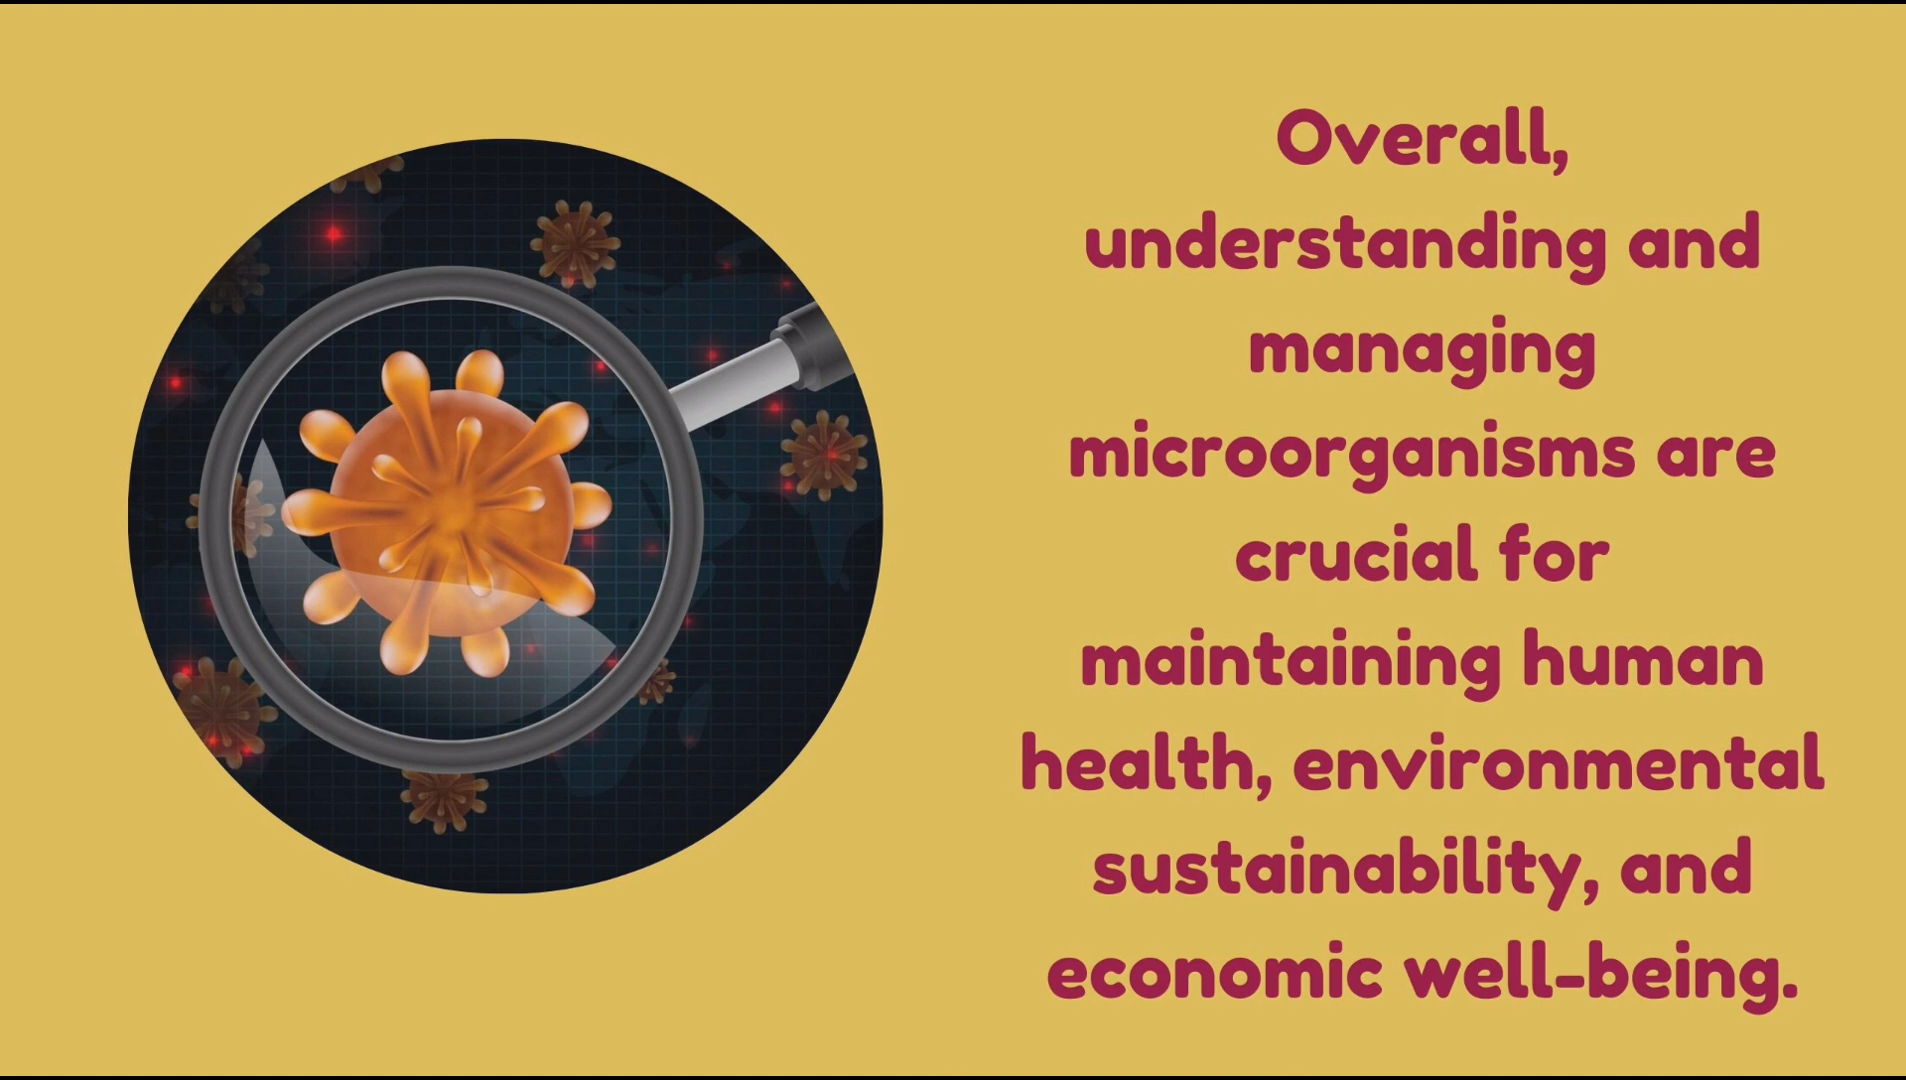 Overall,
understanding and
managing
microorganisms are
crucial for
maintaining human
health, environmental
sustainability, and
economic well-being.